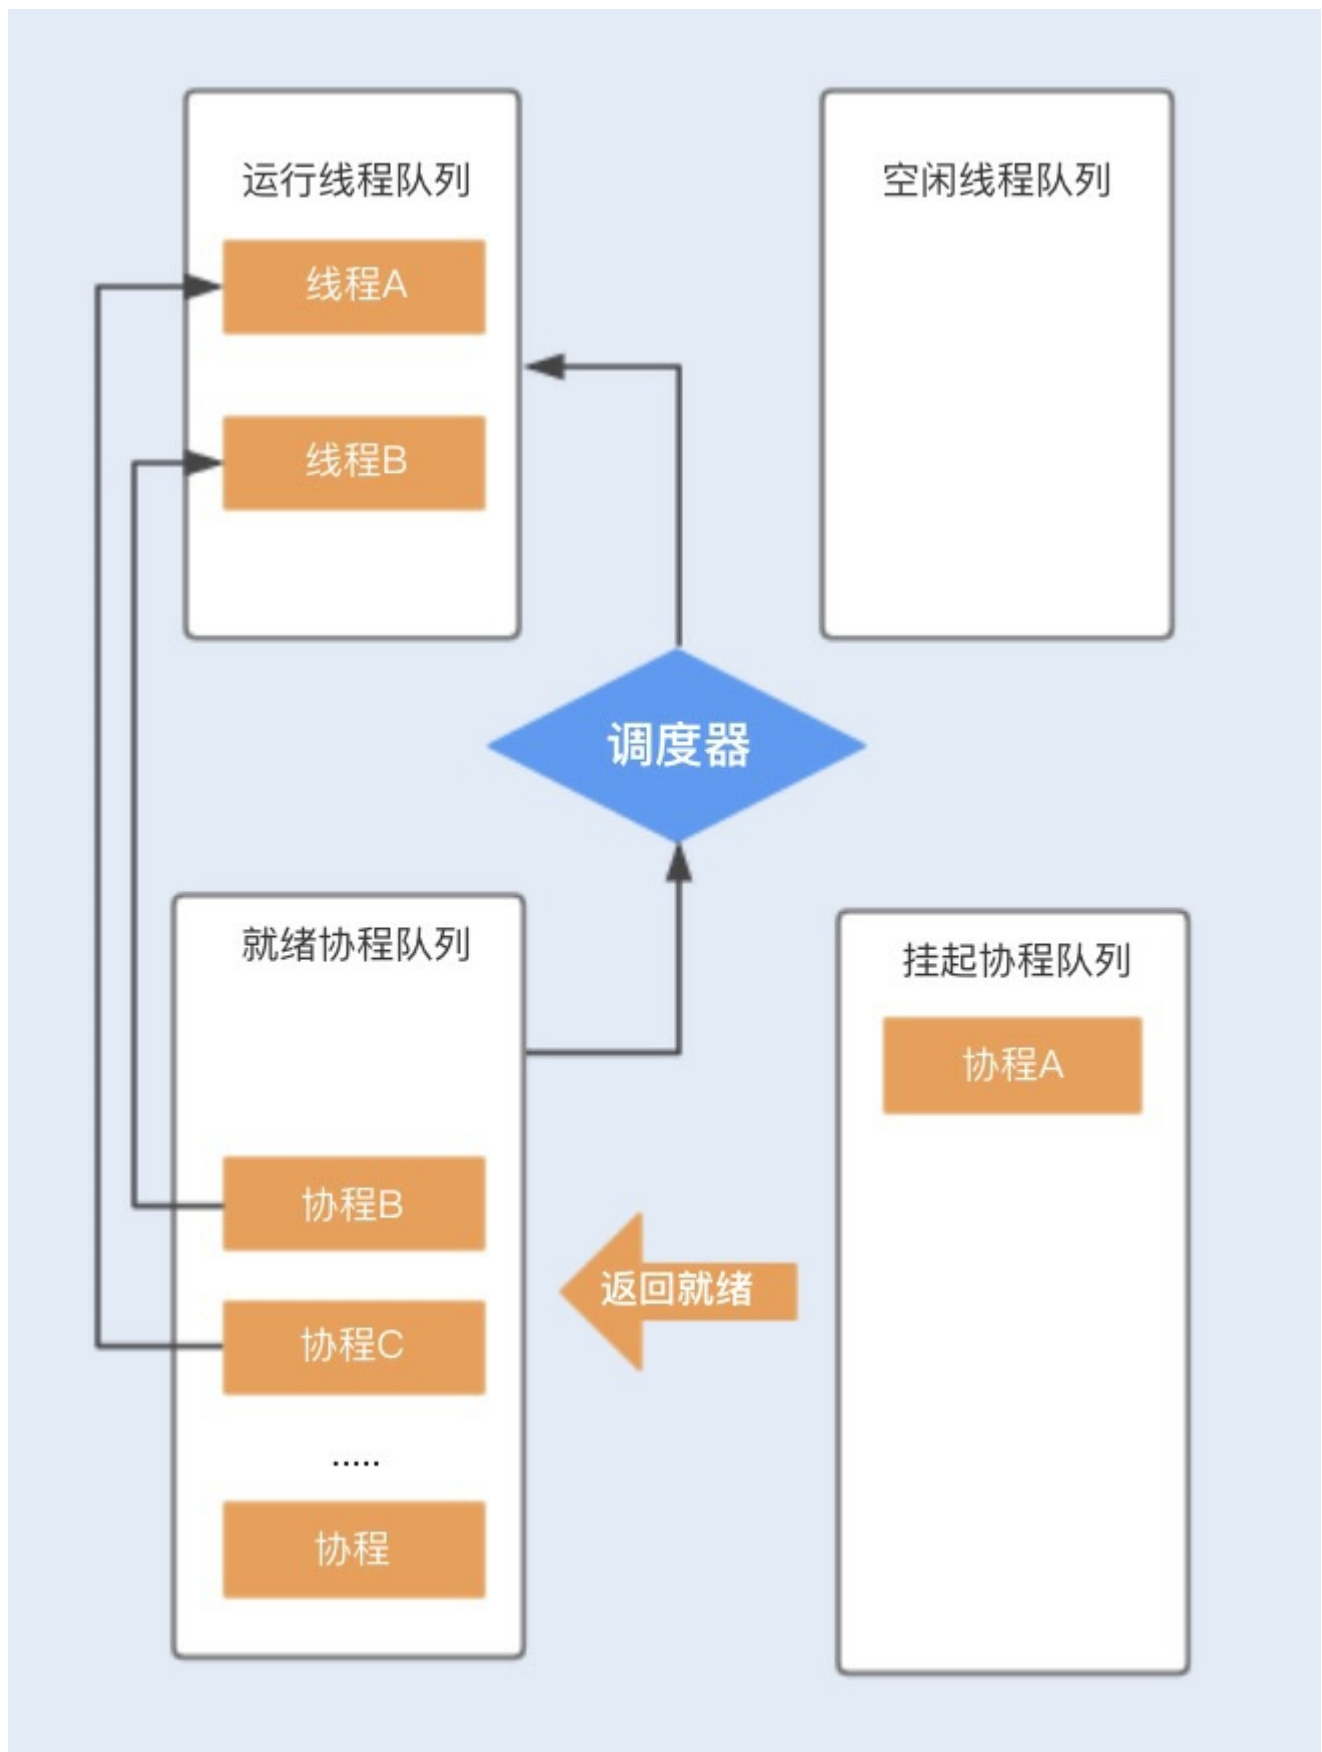 运行线程队列
空闲线程队列
线程A
线程B
调度器
就绪协程队列
挂起协程队列
协程A
协程B
返回就绪
协程C
.....
协程